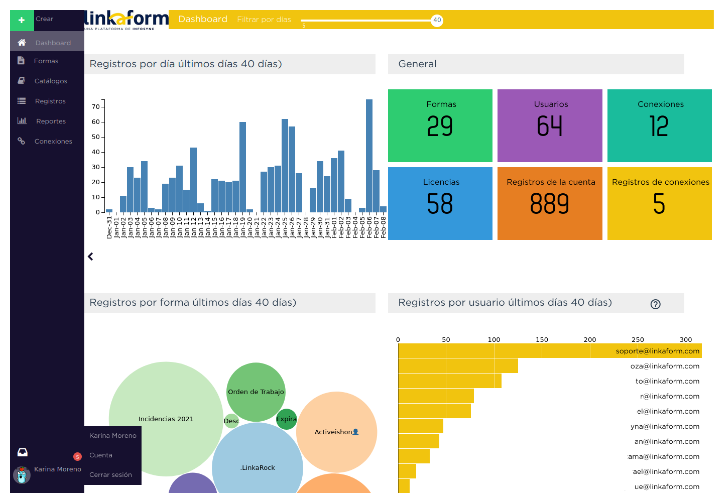 Crear
linkaform
UNA PLATAFORMA DE INFOSYNC
Dashboard
Filtrar por días
5
40
Dashboard
Formas
Catálogos
Registros
Reportes
Conexiones
Registros por día últimos días 40 días)
70
60
50
40
30
20
10
0
Dec-31
Jan-01
Jan-02
Jan-03
Jan-04
Jan-05
Jan-06
Jan-07
Jan-08
Jan-09
Jan-10
Jan-11
Jan-12
Jan-13
Jan-14
Jan-15
Jan-16
Jan-17
Jan-18
Jan-19
Jan-20
Jan-21
Jan-22
Jan-23
Jan-24
Jan-25
Jan-26
Jan-27
Jan-28
Jan-29
Jan-30
Jan-31
Feb-01
Feb-02
Feb-03
Feb-04
Feb-05
Feb-06
Feb-07
Feb-08
General
Formas
29
Usuarios
64
Conexiones
12
Licencias
58
Registros de la cuenta
889
Registros de conexiones
5
Registros por forma últimos días 40 días)
Incidencias 2021
Orden de Trabajo
Desc
Expira
Activeishon
.LinkaRock
Registros por usuario últimos días 40 días)
0 50 100 150 200 250 300
soporte@linkaform.com
oza@linkaform.com
to@linkaform.com
r@linkaform.com
el@linkaform.com
yna@linkaform.com
an@linkaform.com
ama@linkaform.com
ael@linkaform.com
ue@linkaform.com
5
Karina Moreno
Karina Moreno
Cuenta
Cerrar sesión